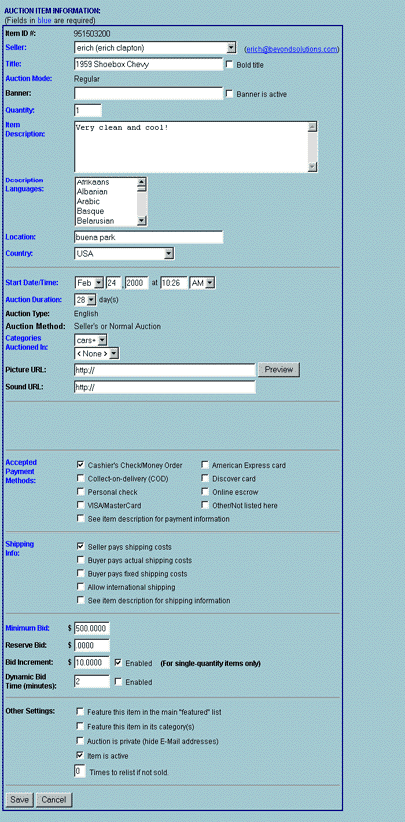 AUCTION ITEM INFORMATION:
(Fields in blue are required)
Item ID #: 951503200
Seller: erich (erich clapton) (erich@beyondsolutions.com)
Title: 1959 Shoebox Chevy Bold title
Auction Mode: Regular
Banner: Banner is active
Quantity: 1
Item Description: Very clean and cool!
Description Languages: Afrikaans
Albanian
Arabic
Basque
Belarusian
Location: buena park
Country: USA
Start Date/Time: Feb 24 , 2000 at 10:26 AM
Auction Duration: 28 day(s)
Auction Type: English
Auction Method: Seller's or Normal Auction
Categories Auctioned In: cars+
< None >
Picture URL: http:// Preview
Sound URL: http://
Accepted Payment Methods:
Cashier's Check/Money Order American Express card
Collect-on-delivery (COD) Discover card
Personal check Online escrow
VISA/MasterCard Other/Not listed here
See item description for payment information
Shipping Info:
Seller pays shipping costs
Buyer pays actual shipping costs
Buyer pays fixed shipping costs
Allow international shipping
See item description for shipping information
Minimum Bid: $ 500.0000
Reserve Bid: $ .0000
Bid Increment: $ 10.0000 Enabled (For single-quantity items only)
Dynamic Bid Time (minutes): 2 Enabled
Other Settings: Feature this item in the main "featured" list
Feature this item in its category(s)
Auction is private (hide E-Mail addresses)
Item is active
0 Times to relist if not sold.
Save Cancel